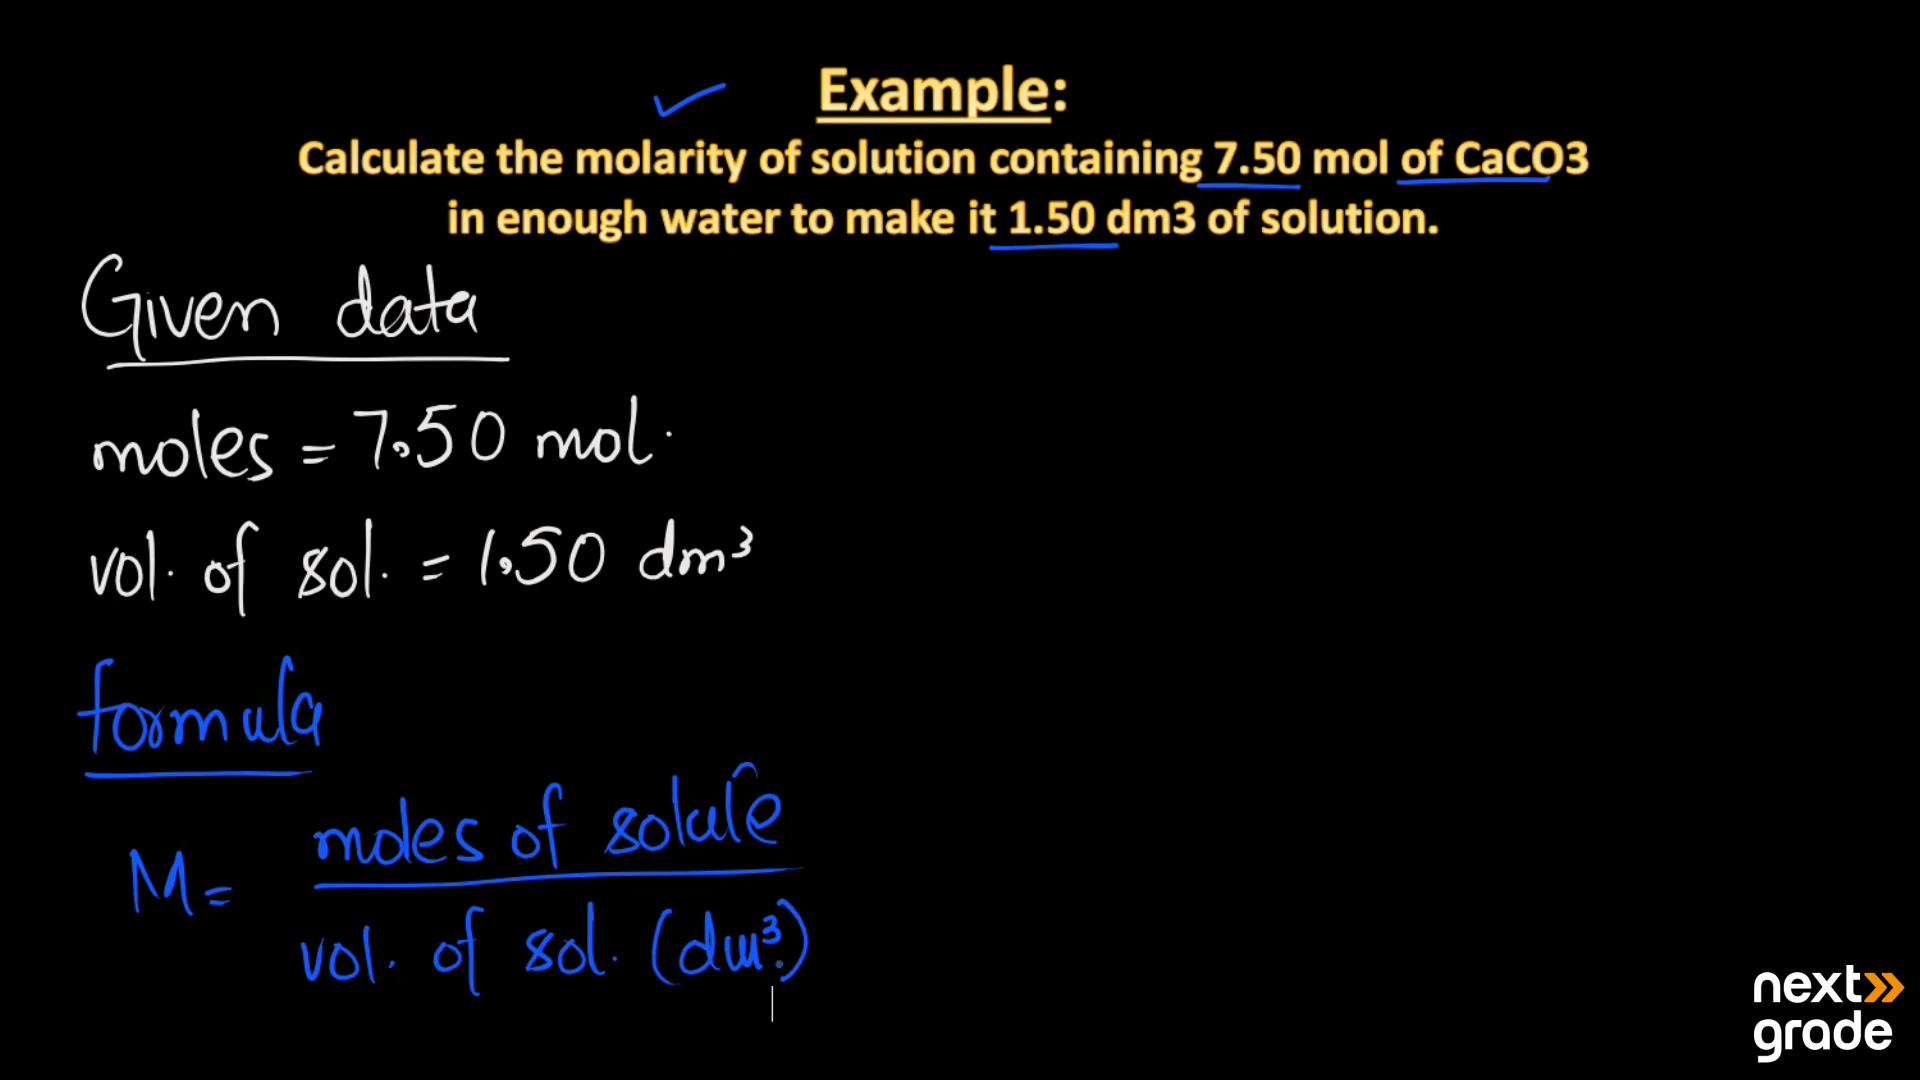 Example:
Calculate the molarity of solution containing 7.50 mol of CaCO3
in enough water to make it 1.50 dm3 of solution.
Given data
moles = 7.50 mol.
vol. of sol. = 1.50 dm³
formula
M = moles of solute
vol. of sol. (dm³)
next
grade